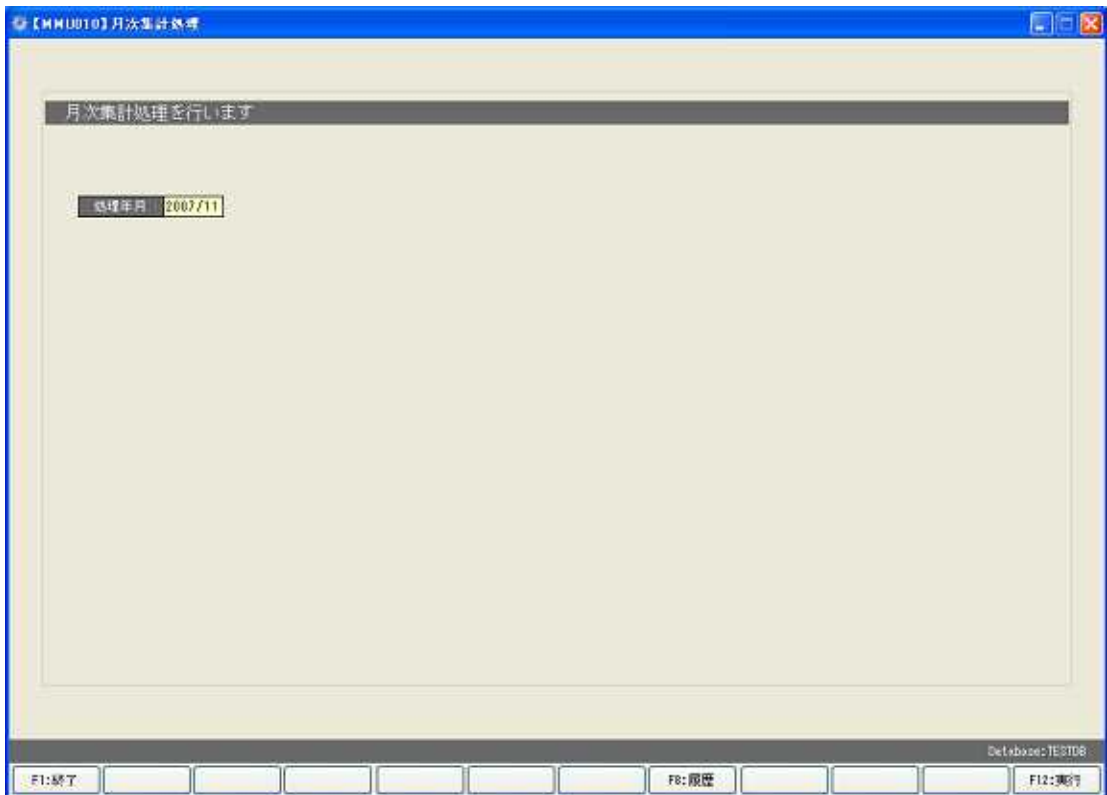 【MMU010】月次集計処理
月次集計処理を行います
処理年月 2007/11
Database:TESTDB
F1:終了 F8:履歴 F12:実行